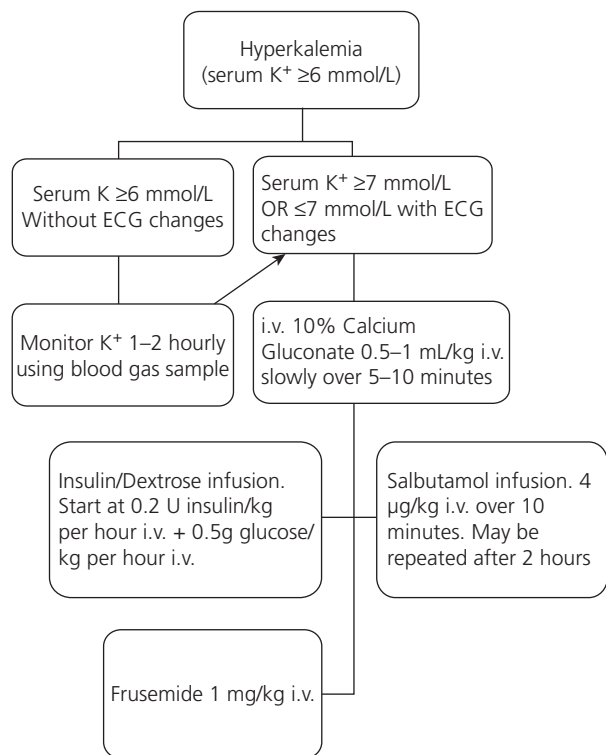 Hyperkalemia
(serum K⁺ ≥6 mmol/L)
Serum K ≥6 mmol/L
Without ECG changes
Serum K⁺ ≥7 mmol/L
OR ≤7 mmol/L with ECG
changes
Monitor K⁺ 1–2 hourly
using blood gas sample
i.v. 10% Calcium
Gluconate 0.5–1 mL/kg i.v.
slowly over 5–10 minutes
Insulin/Dextrose infusion.
Start at 0.2 U insulin/kg
per hour i.v. + 0.5g glucose/
kg per hour i.v.
Salbutamol infusion. 4
µg/kg i.v. over 10
minutes. May be
repeated after 2 hours
Frusemide 1 mg/kg i.v.